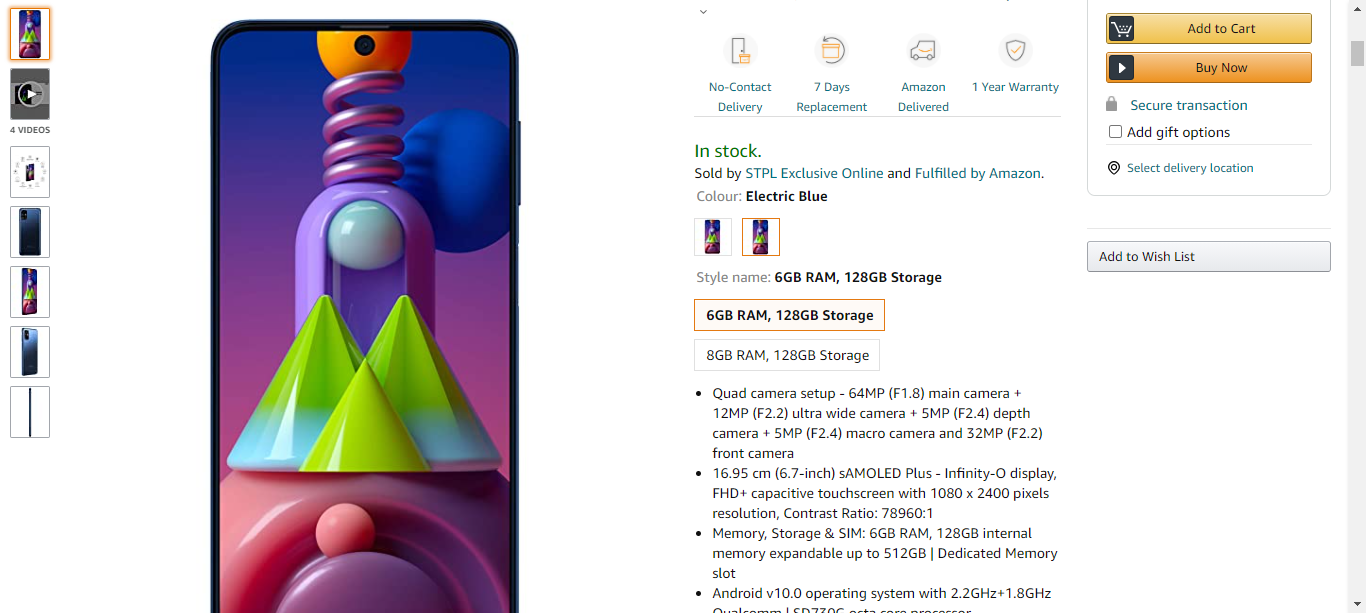 4 VIDEOS
No-Contact
Delivery
7 Days
Replacement
Amazon
Delivered
1 Year Warranty
In stock.
Sold by STPL Exclusive Online and Fulfilled by Amazon.
Colour: Electric Blue
Style name: 6GB RAM, 128GB Storage
6GB RAM, 128GB Storage
8GB RAM, 128GB Storage
• Quad camera setup - 64MP (F1.8) main camera +
12MP (F2.2) ultra wide camera + 5MP (F2.4) depth
camera + 5MP (F2.4) macro camera and 32MP (F2.2)
front camera
• 16.95 cm (6.7-inch) sAMOLED Plus - Infinity-O display,
FHD+ capacitive touchscreen with 1080 x 2400 pixels
resolution, Contrast Ratio: 78960:1
• Memory, Storage & SIM: 6GB RAM, 128GB internal
memory expandable up to 512GB | Dedicated Memory
slot
• Android v10.0 operating system with 2.2GHz+1.8GHz
Qualcomm | SD730G octa core processor
Add to Cart
Buy Now
Secure transaction
Add gift options
Select delivery location
Add to Wish List